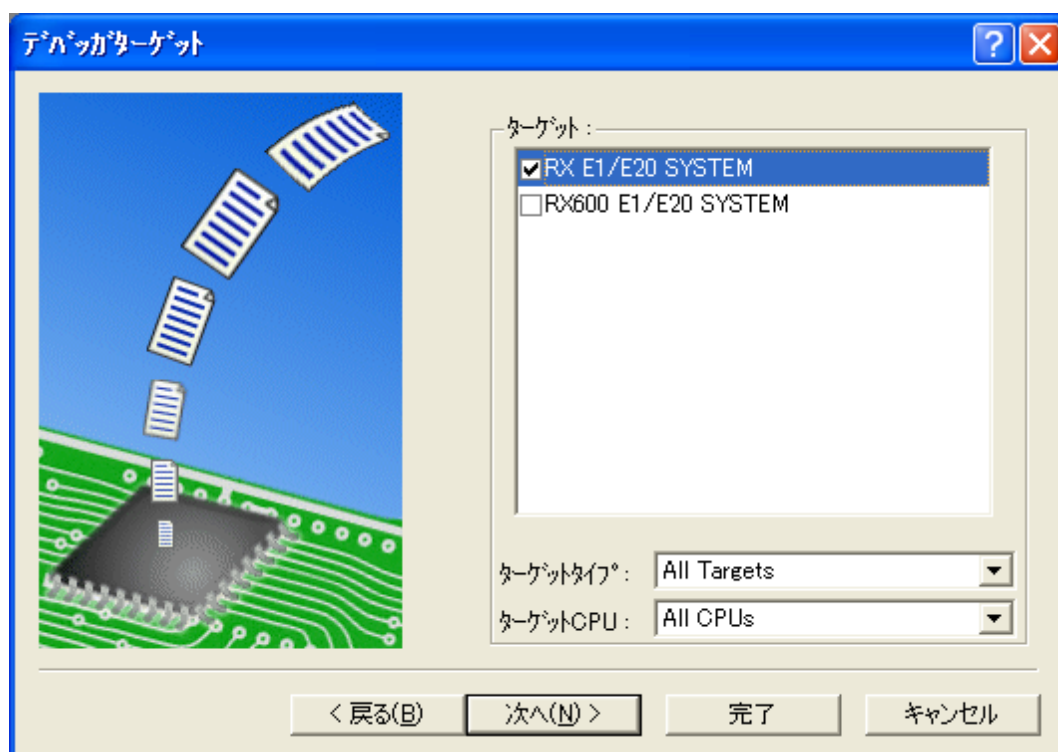 ﾃﾞﾊﾞｯｶﾞﾀｰｹﾞｯﾄ
ﾀｰｹﾞｯﾄ :
RX E1/E20 SYSTEM
RX600 E1/E20 SYSTEM
ﾀｰｹﾞｯﾄﾀｲﾌﾟ : All Targets
ﾀｰｹﾞｯﾄCPU : All CPUs
< 戻る(B) 次へ(N) > 完了 キャンセル